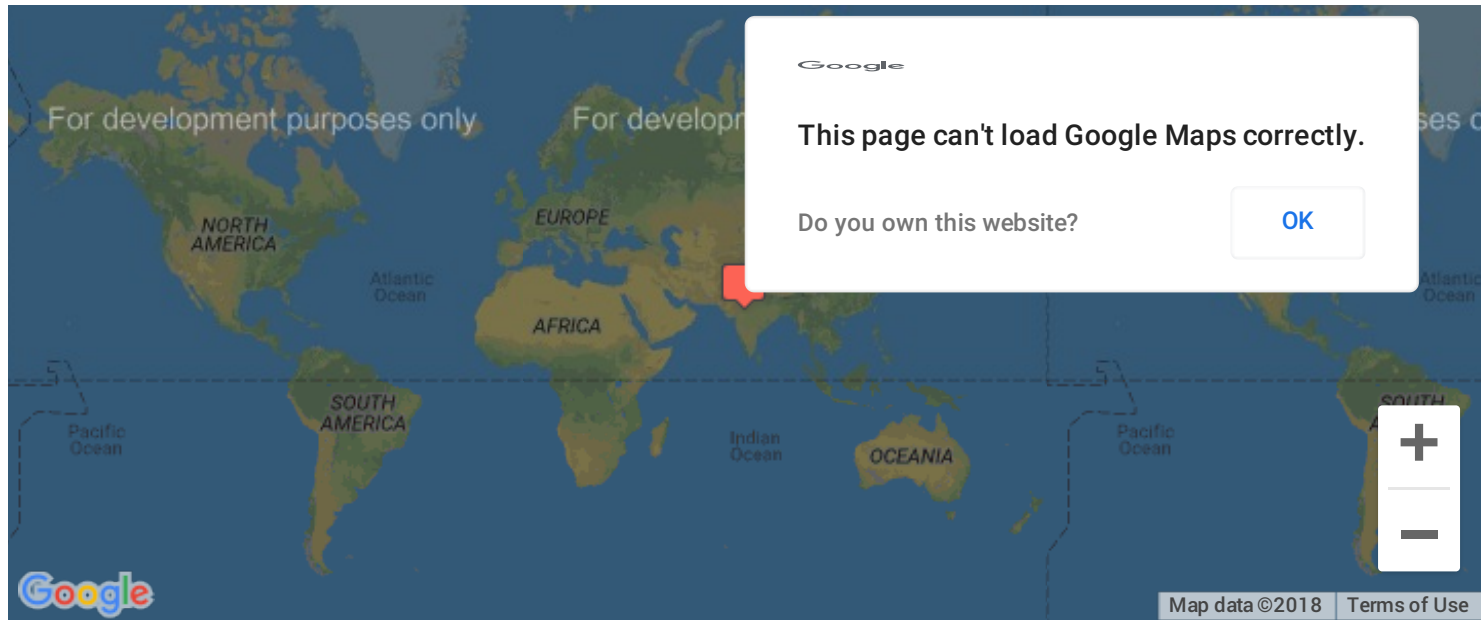 For development purposes only
For developr
ses c
Google
This page can't load Google Maps correctly.
Do you own this website?
OK
NORTH
AMERICA
EUROPE
Atlantic
Ocean
Atlantic
Ocean
AFRICA
SOUTH
AMERICA
SOUTH
Pacific
Ocean
Indian
Ocean
OCEANIA
Pacific
Ocean
Google
Map data ©2018
Terms of Use